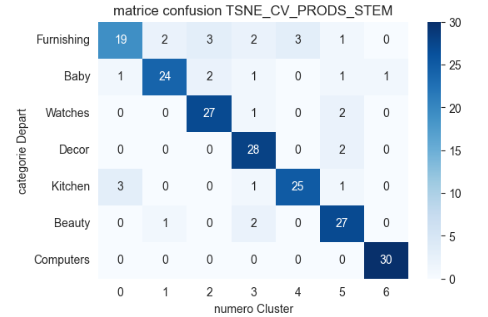 matrice confusion TSNE_CV_PRODS_STEM
categorie Depart
Furnishing 19 2 3 2 3 1 0
Baby 1 24 2 1 0 1 1
Watches 0 0 27 1 0 2 0
Decor 0 0 0 28 0 2 0
Kitchen 3 0 0 1 25 1 0
Beauty 0 1 0 2 0 27 0
Computers 0 0 0 0 0 0 30
0 1 2 3 4 5 6
numero Cluster
30
25
20
15
10
5
0